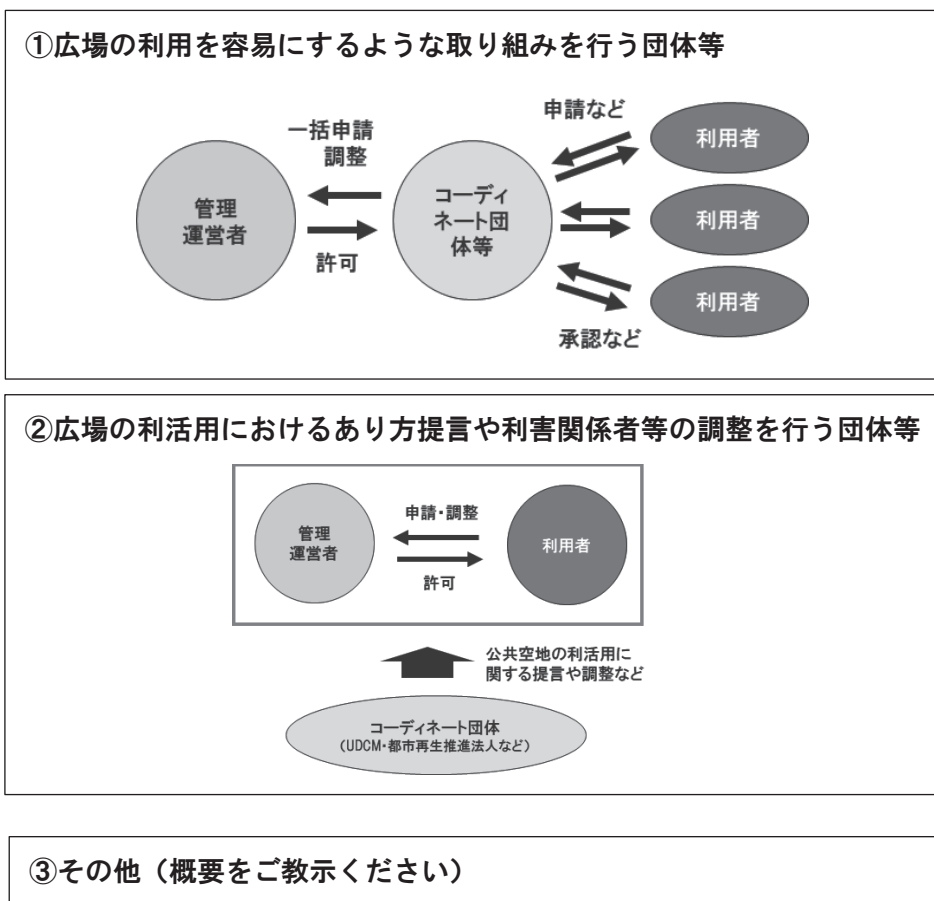 ①広場の利用を容易にするような取り組みを行う団体等
申請など
一括申請
調整
利用者
管理
運営者
コーディ
ネート団
体等
利用者
許可
利用者
承認など
②広場の利活用におけるあり方提言や利害関係者等の調整を行う団体等
申請・調整
管理
運営者
利用者
許可
公共空地の利活用に
関する提言や調整など
コーディネート団体
（UDCM・都市再生推進法人など）
③その他（概要をご教示ください）